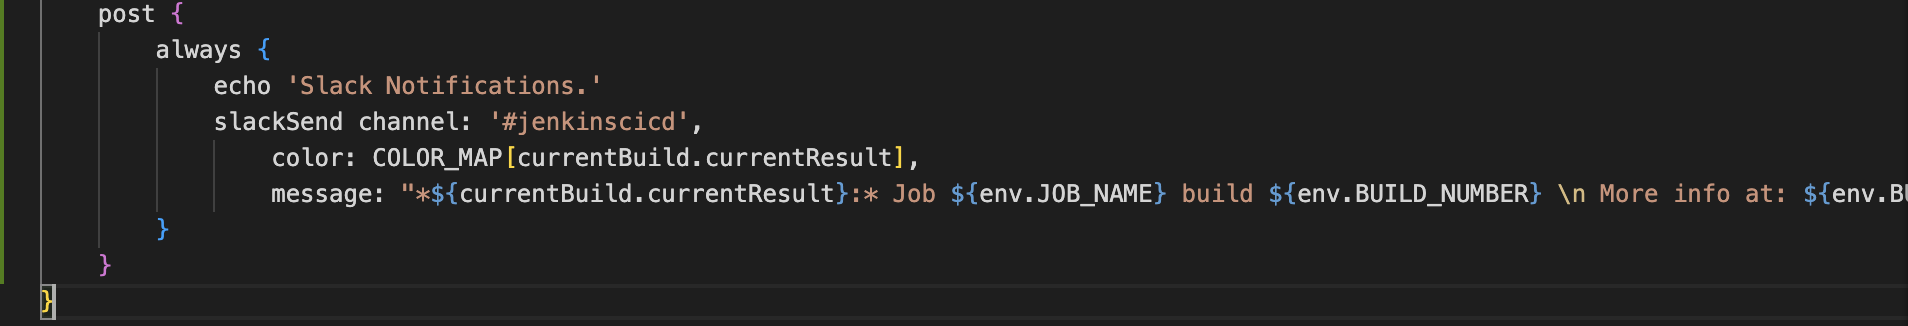 post {
always {
echo 'Slack Notifications.'
slackSend channel: '#jenkinscicd',
color: COLOR_MAP[currentBuild.currentResult],
message: "*${currentBuild.currentResult}:* Job ${env.JOB_NAME} build ${env.BUILD_NUMBER} \n More info at: ${env.BU
}
}
}